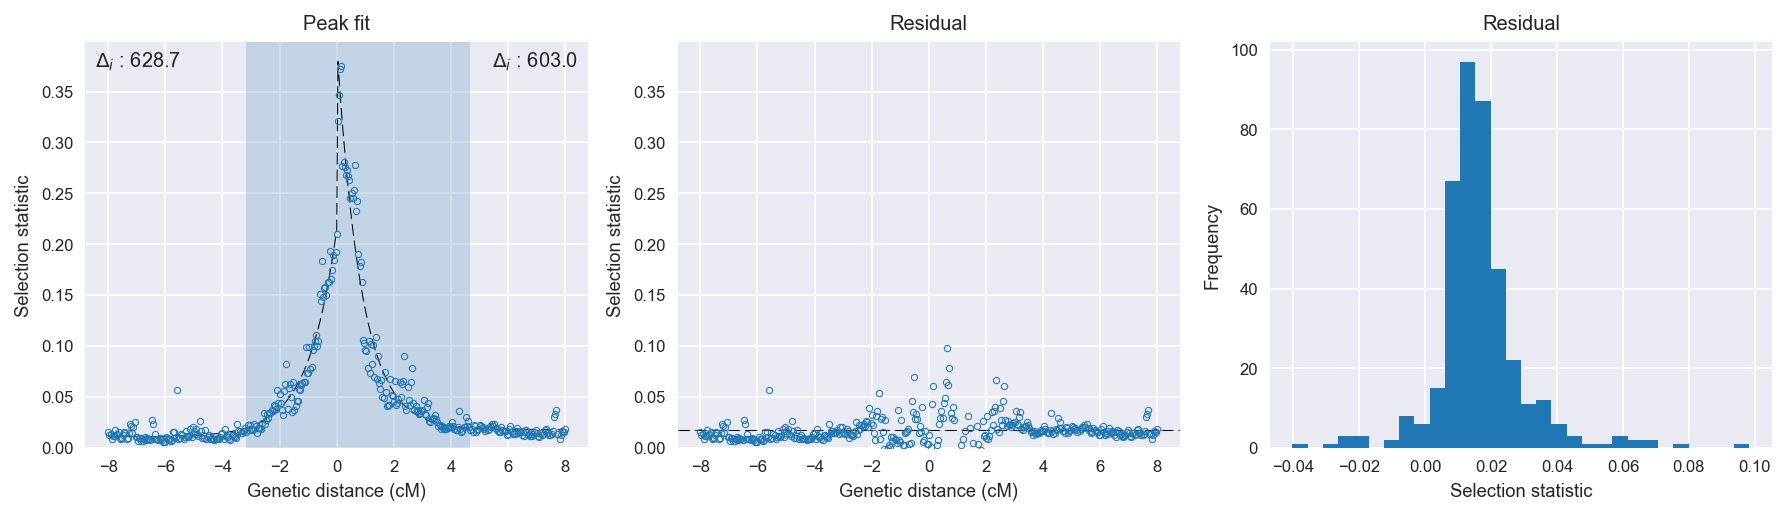 Peak fit
Δi : 628.7
Δi : 603.0
0.35
0.30
0.25
0.20
0.15
0.10
0.05
0.00
Selection statistic
−8 −6 −4 −2 0 2 4 6 8
Genetic distance (cM)
Residual
0.35
0.30
0.25
0.20
0.15
0.10
0.05
0.00
Selection statistic
−8 −6 −4 −2 0 2 4 6 8
Genetic distance (cM)
Residual
100
80
60
40
20
0
Frequency
−0.04 −0.02 0.00 0.02 0.04 0.06 0.08 0.10
Selection statistic